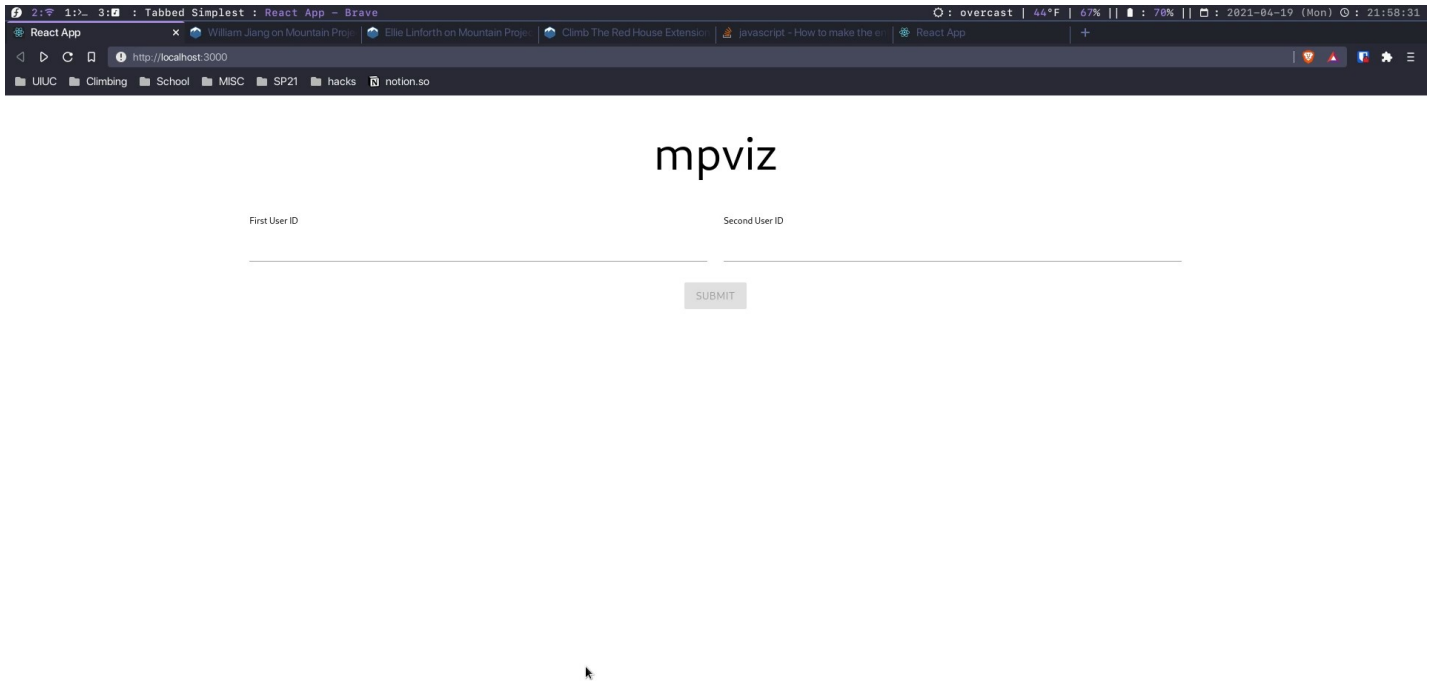 2: 1: 3: : Tabbed Simplest : React App – Brave : overcast | 44°F | 67% || : 70% || : 2021-04-19 (Mon) : 21:58:31
React App William Jiang on Mountain Proje Ellie Linforth on Mountain Projec Climb The Red House Extension javascript - How to make the en React App
http://localhost:3000
UIUC Climbing School MISC SP21 hacks notion.so
mpviz
First User ID Second User ID
SUBMIT